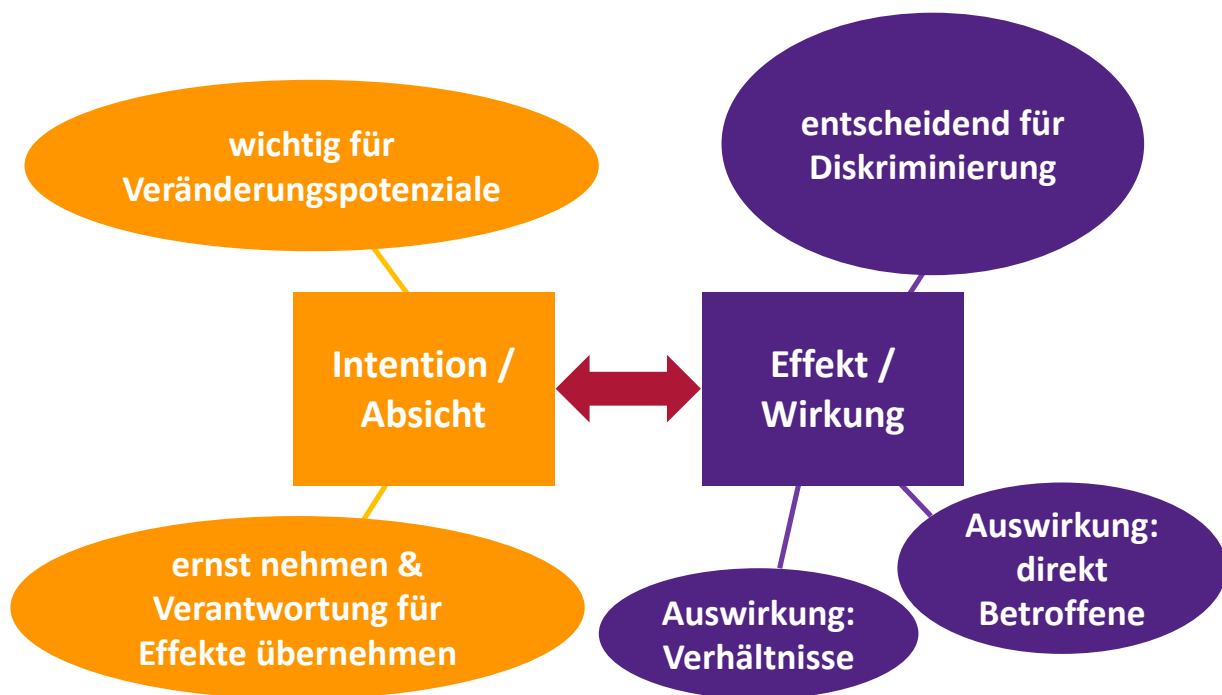 wichtig für
Veränderungspotenziale
entscheidend für
Diskriminierung
Intention /
Absicht
Effekt /
Wirkung
ernst nehmen &
Verantwortung für
Effekte übernehmen
Auswirkung:
Verhältnisse
Auswirkung:
direkt
Betroffene